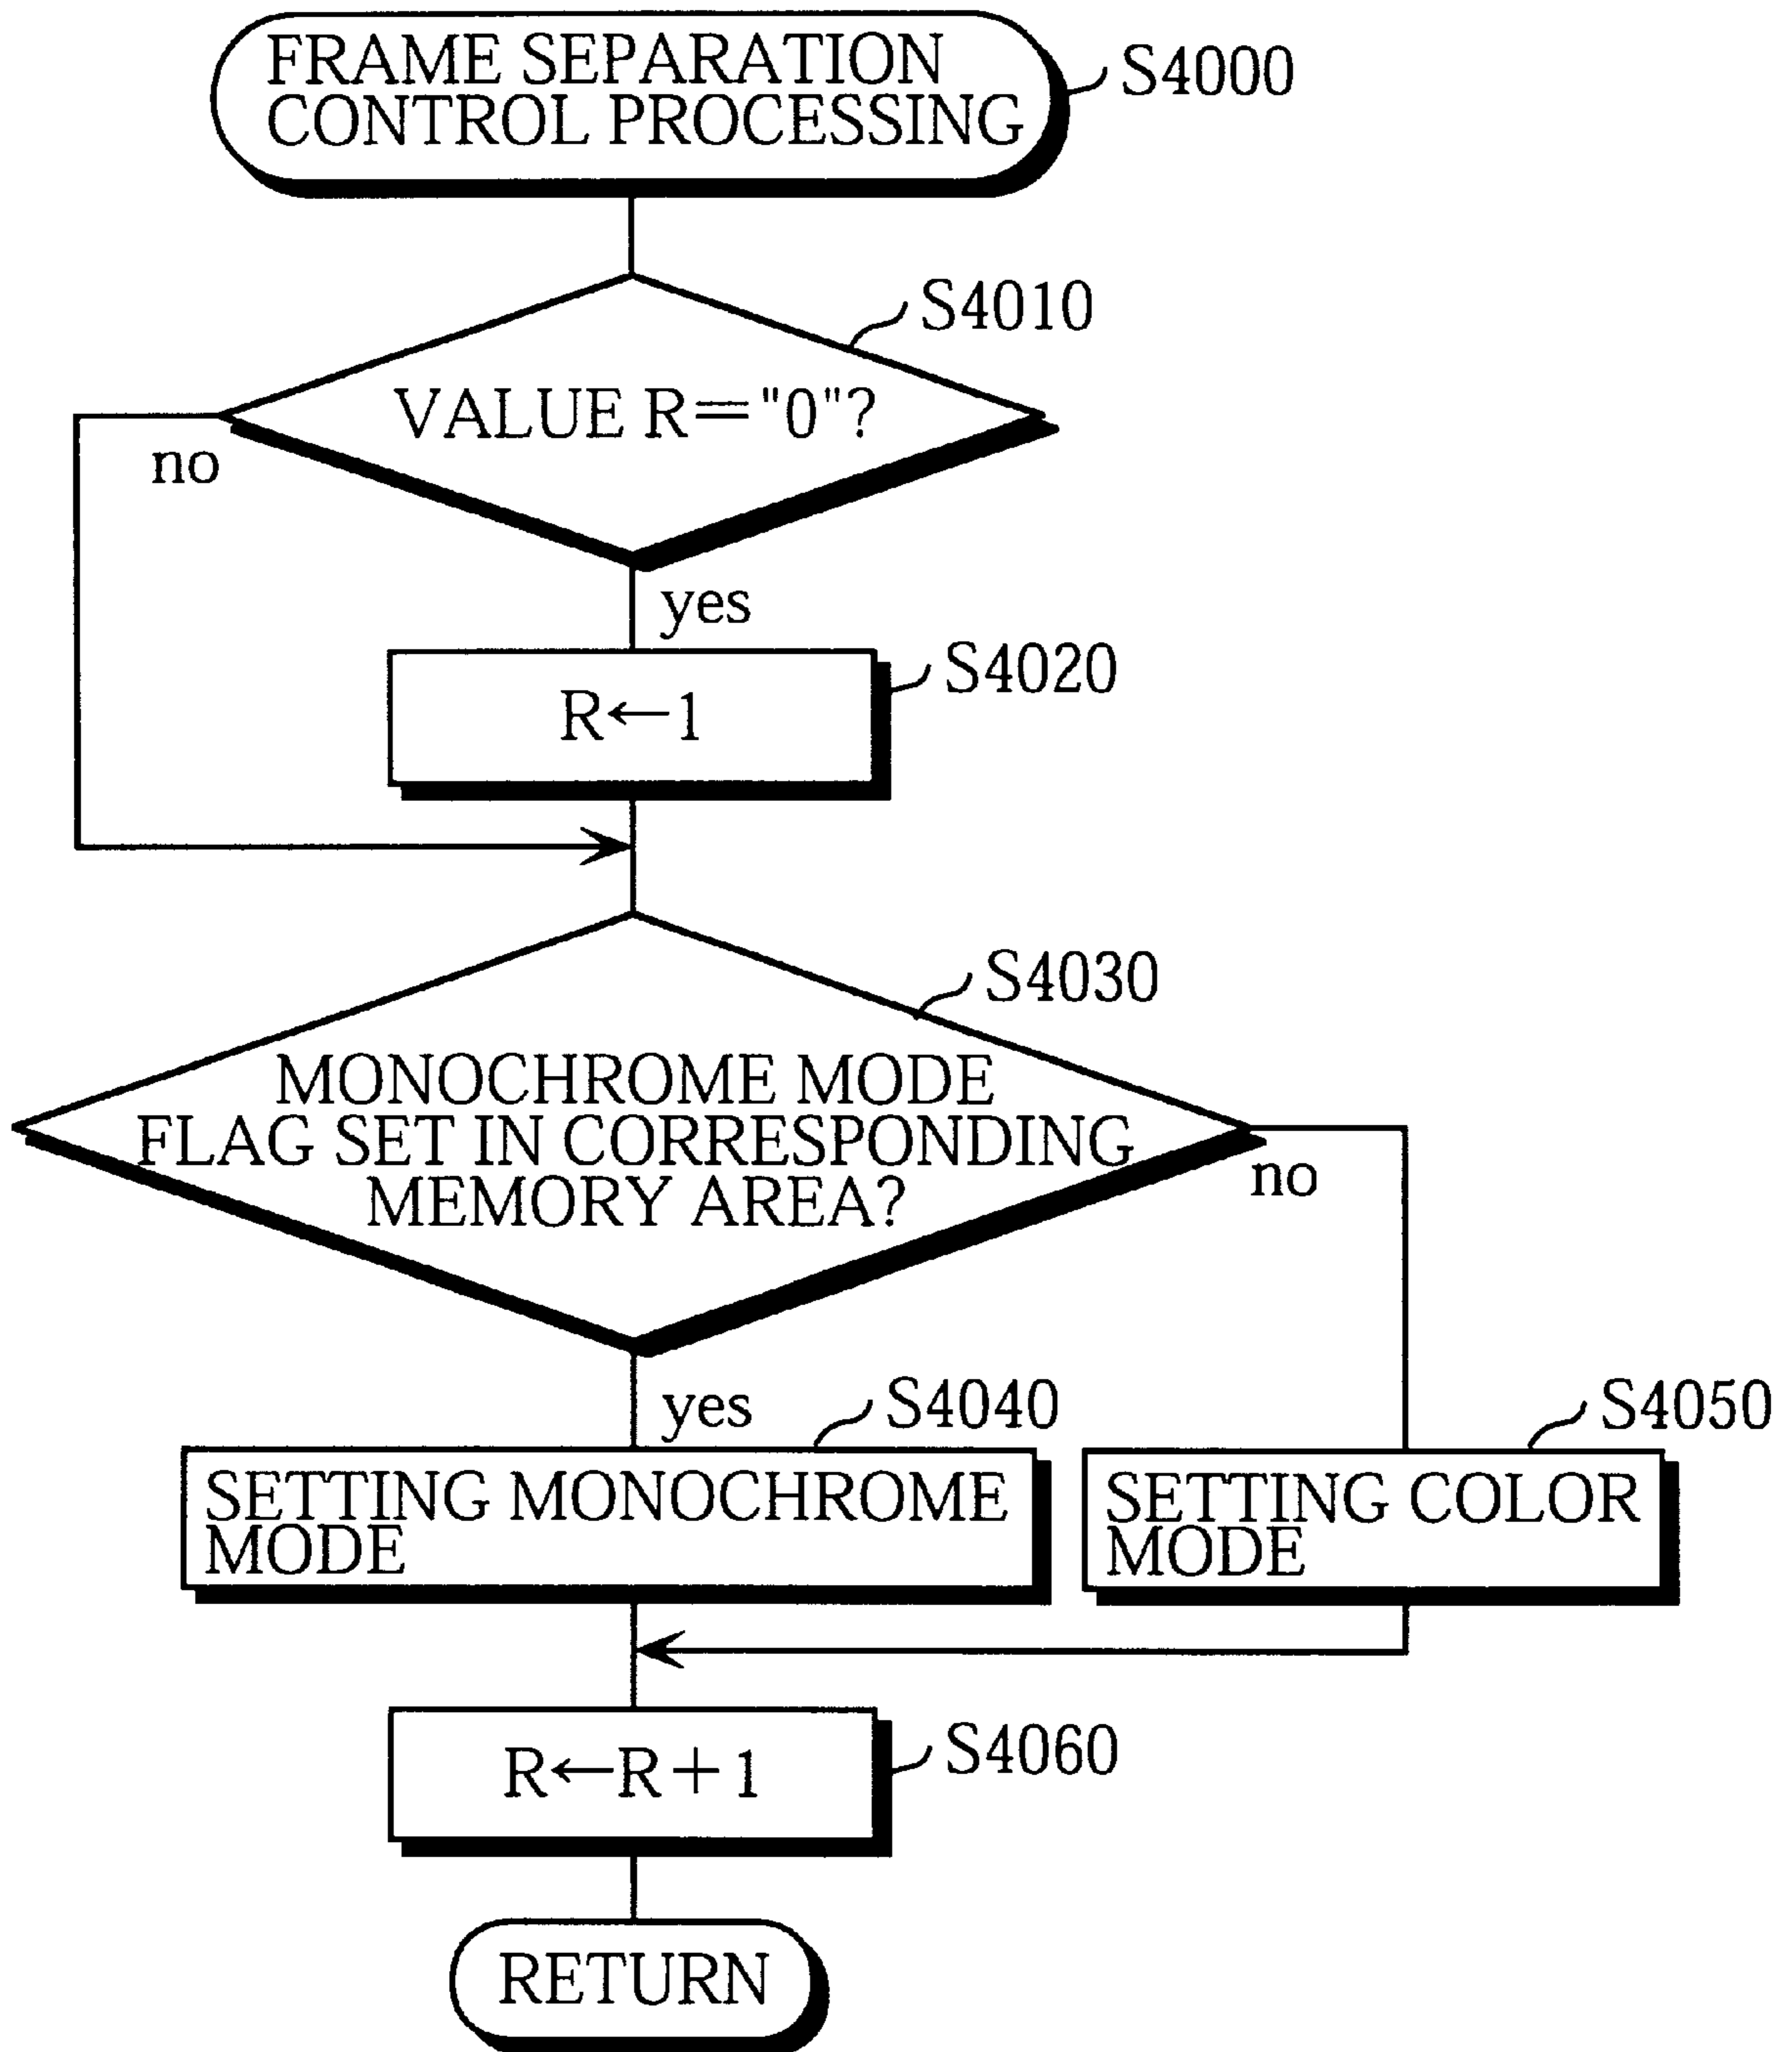 FRAME SEPARATION
CONTROL PROCESSING
S4000
S4010
VALUE R="0"?
no
yes
S4020
R←1
S4030
MONOCHROME MODE
FLAG SET IN CORRESPONDING
MEMORY AREA?
no
yes
S4040
S4050
SETTING MONOCHROME
MODE
SETTING COLOR
MODE
S4060
R←R+1
RETURN